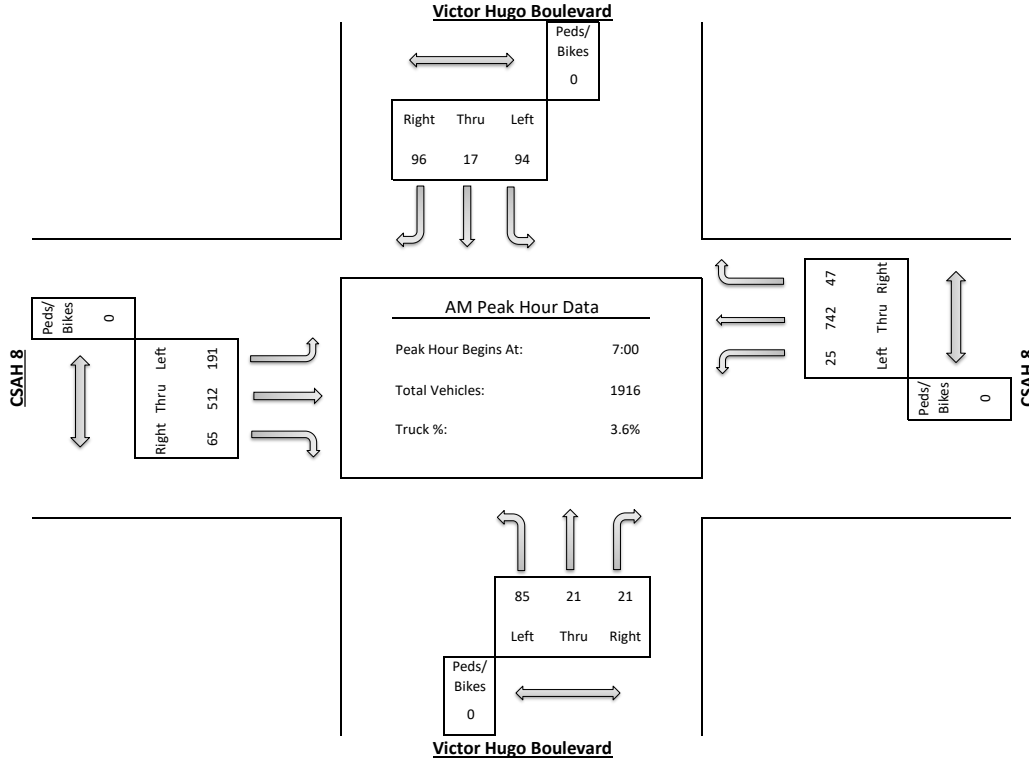 Victor Hugo Boulevard
Peds/
Bikes
0
Right Thru Left
96 17 94
CSAH 8
Peds/
Bikes
0
Right Thru Left
65 512 191
AM Peak Hour Data
Peak Hour Begins At: 7:00
Total Vehicles: 1916
Truck %: 3.6%
25 742 47
Left Thru Right
Peds/
Bikes
0
CSAH 8
85 21 21
Left Thru Right
Peds/
Bikes
0
Victor Hugo Boulevard